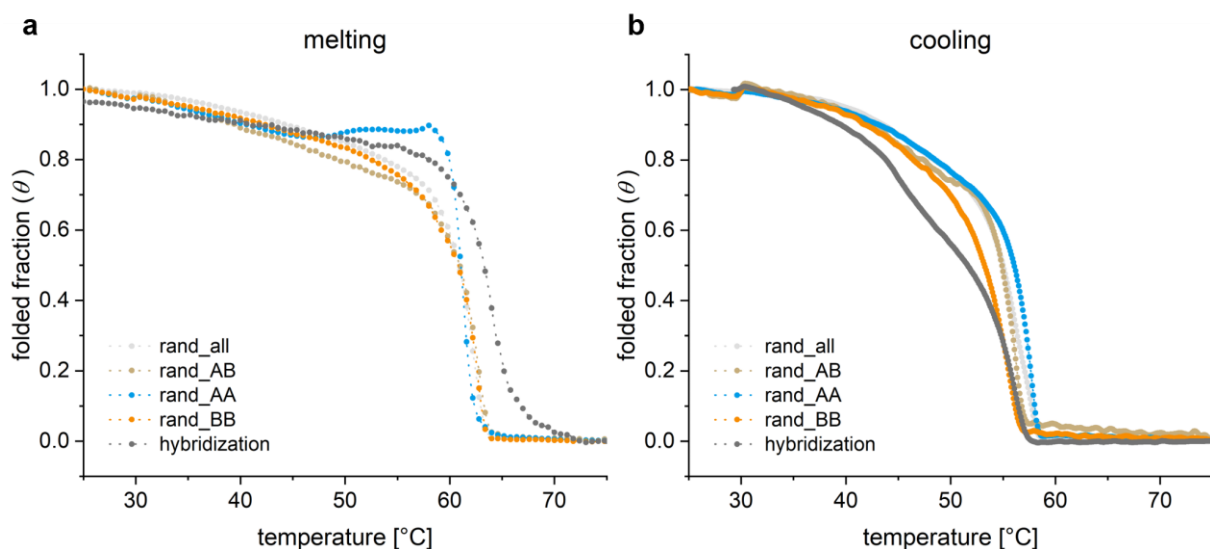 a
melting
folded fraction (θ)
1.0
0.8
0.6
0.4
0.2
0.0
rand_all
rand_AB
rand_AA
rand_BB
hybridization
30 40 50 60 70
temperature [°C]
b
cooling
folded fraction (θ)
1.0
0.8
0.6
0.4
0.2
0.0
rand_all
rand_AB
rand_AA
rand_BB
hybridization
30 40 50 60 70
temperature [°C]